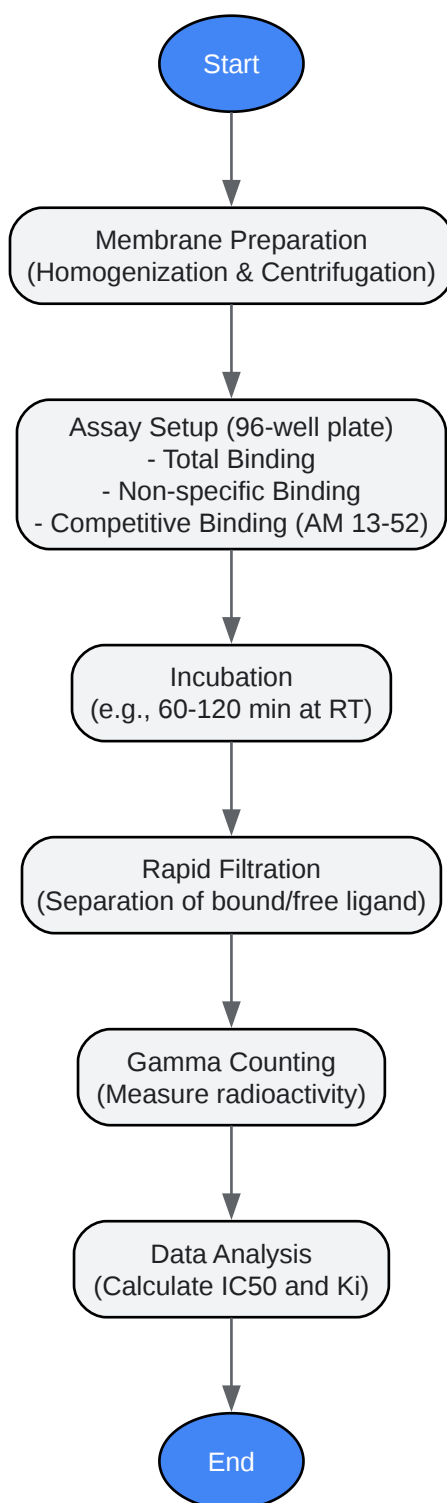 Start
Membrane Preparation
(Homogenization & Centrifugation)
Assay Setup (96-well plate)
- Total Binding
- Non-specific Binding
- Competitive Binding (AM 13-52)
Incubation
(e.g., 60-120 min at RT)
Rapid Filtration
(Separation of bound/free ligand)
Gamma Counting
(Measure radioactivity)
Data Analysis
(Calculate IC50 and Ki)
End